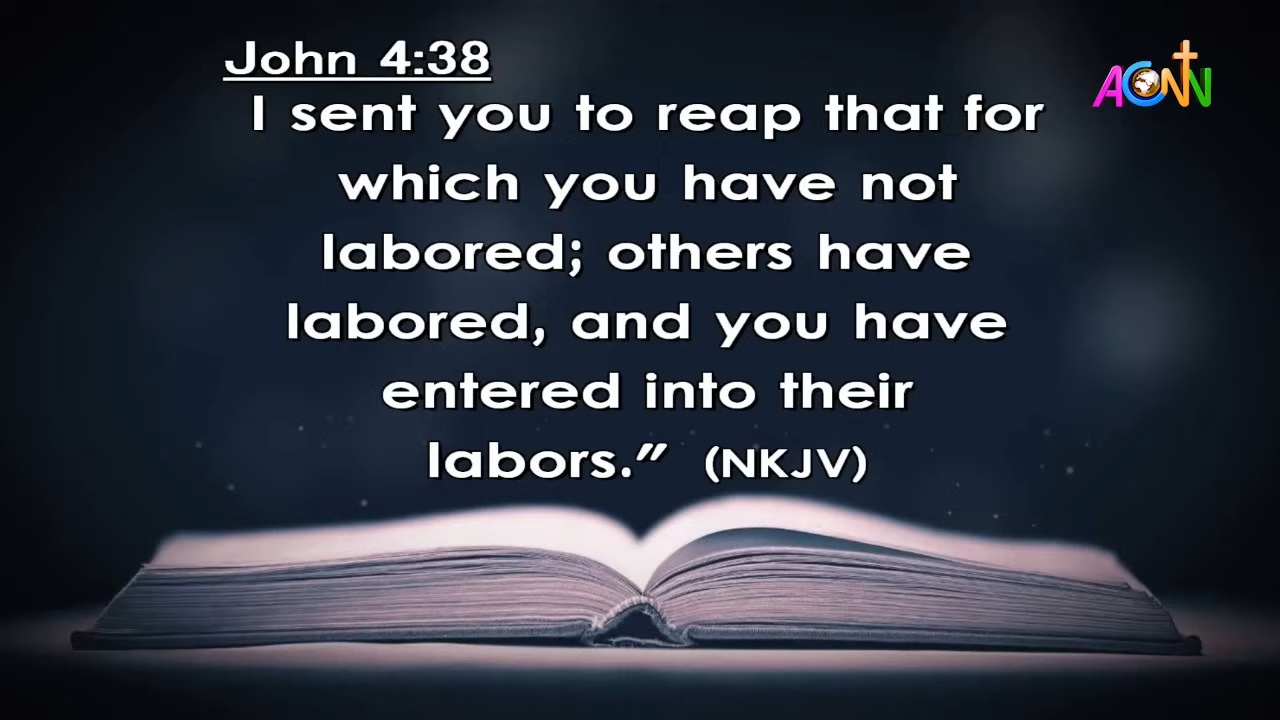 John 4:38
ACNN
I sent you to reap that for
which you have not
labored; others have
labored, and you have
entered into their
labors.” (NKJV)